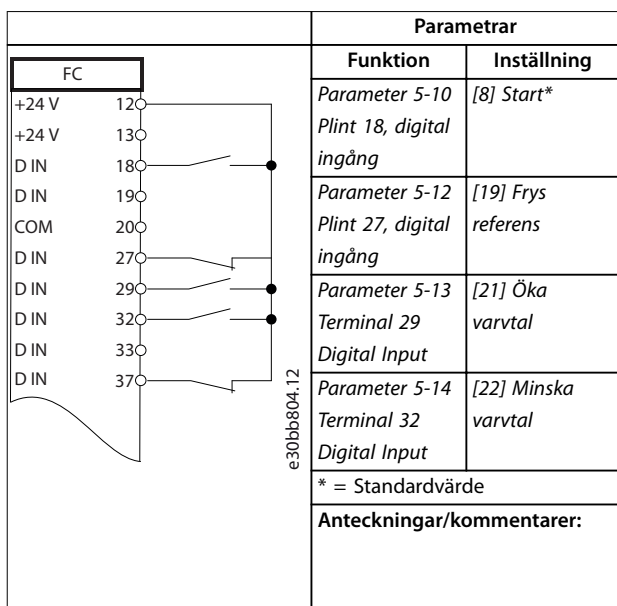 Parametrar
Funktion Inställning
FC
+24 V 12
+24 V 13
D IN 18
D IN 19
COM 20
D IN 27
D IN 29
D IN 32
D IN 33
D IN 37
e30bb804.12
Parameter 5-10 [8] Start*
Plint 18, digital
ingång
Parameter 5-12 [19] Frys
Plint 27, digital referens
ingång
Parameter 5-13 [21] Öka
Terminal 29 varvtal
Digital Input
Parameter 5-14 [22] Minska
Terminal 32 varvtal
Digital Input
* = Standardvärde
Anteckningar/kommentarer: